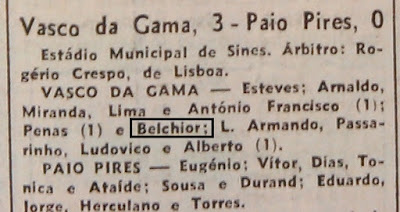 Vasco da Gama, 3 - Paio Pires, 0
Estádio Municipal de Sines. Árbitro: Ro-
gério Crespo, de Lisboa.
VASCO DA GAMA — Esteves; Arnaldo,
Miranda, Lima e António Francisco (1);
Penas (1) e Belchior; L. Armando, Passa-
rinho, Ludovico e Alberto (1).
PAIO PIRES — Eugénio; Vítor, Dias, To-
nica e Ataíde; Sousa e Durand; Eduardo,
Jorge, Herculano e Torres.